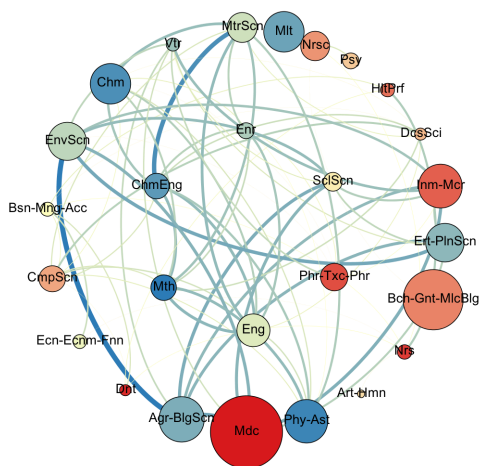 MtrScn
Mlt
Vtr
Nrsc
Psy
Chm
HltPrf
Enr
DcsSci
EnvScn
ChmEng
SclScn
Inm-Mcr
Bsn-Mng-Acc
Ert-PlnScn
CmpScn
Phr-Txc-Phr
Mth
Bch-Gnt-MlcBlg
Eng
Ecn-Ecnm-Fnn
Nrs
Dnt
Art-Hmn
Agr-BlgScn
Mdc
Phy-Ast